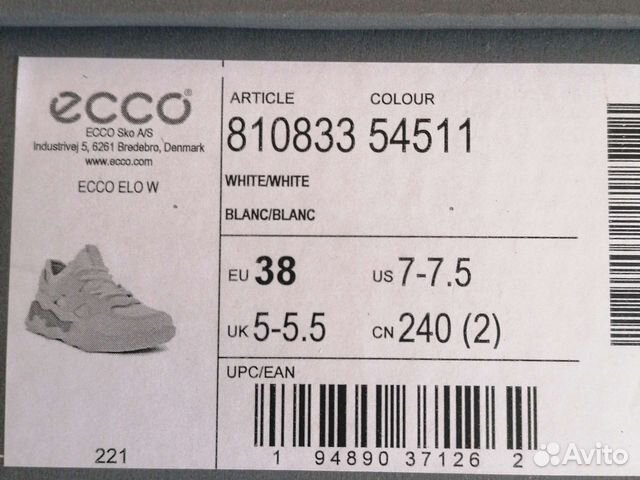 ecco®
ECCO Sko A/S
Industrivej 5, 6261 Bredebro, Denmark
www.ecco.com
ECCO ELO W
221
ARTICLE COLOUR
810833 54511
WHITE/WHITE
BLANC/BLANC
EU 38 US 7-7.5
UK 5-5.5 CN 240 (2)
UPC/EAN
1 94890 37126 2
Avito